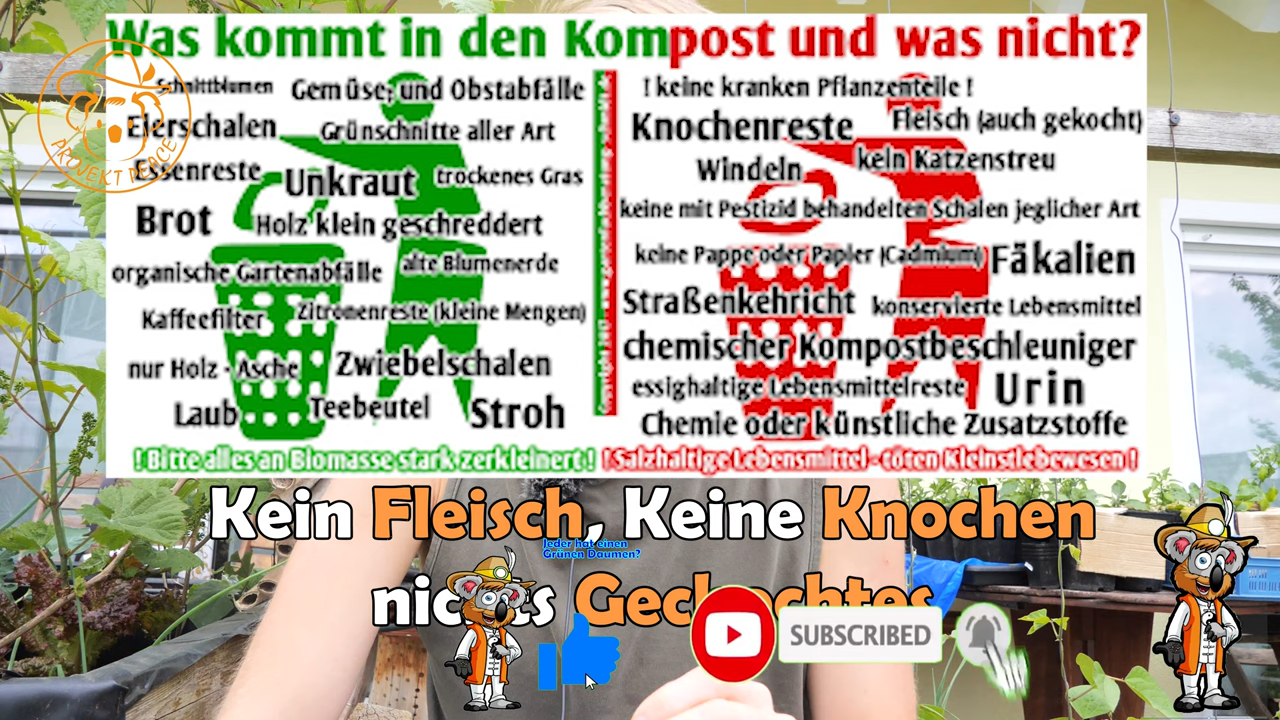 Was kommt in den Kompost und was nicht?
Schnittblumen
Gemüse- und Obstabfälle
Eierschalen
Grünschnitte aller Art
Essenreste
Unkraut
trockenes Gras
Brot
Holz klein geschreddert
organische Gartenabfälle
alte Blumenerde
Kaffeefilter
Zitronenreste (kleine Mengen)
nur Holz - Asche
Zwiebelschalen
Laub
Teebeutel
Stroh
! Bitte alles an Biomasse stark zerkleinert !
! keine kranken Pflanzenteile !
Knochenreste
Fleisch (auch gekocht)
Windeln
kein Katzenstreu
keine mit Pestizid behandelten Schalen jeglicher Art
keine Pappe oder Papier (Cadmium)
Fäkalien
Straßenkehricht
konservierte Lebensmittel
chemischer Kompostbeschleuniger
essighaltige Lebensmittelreste
Urin
Chemie oder künstliche Zusatzstoffe
! Salzhaltige Lebensmittel - töten Kleinstlebewesen !
PROJEKT PEACE
Kein Fleisch, Keine Knochen
Jeder hat einen
Grünen Daumen?
SUBSCRIBED